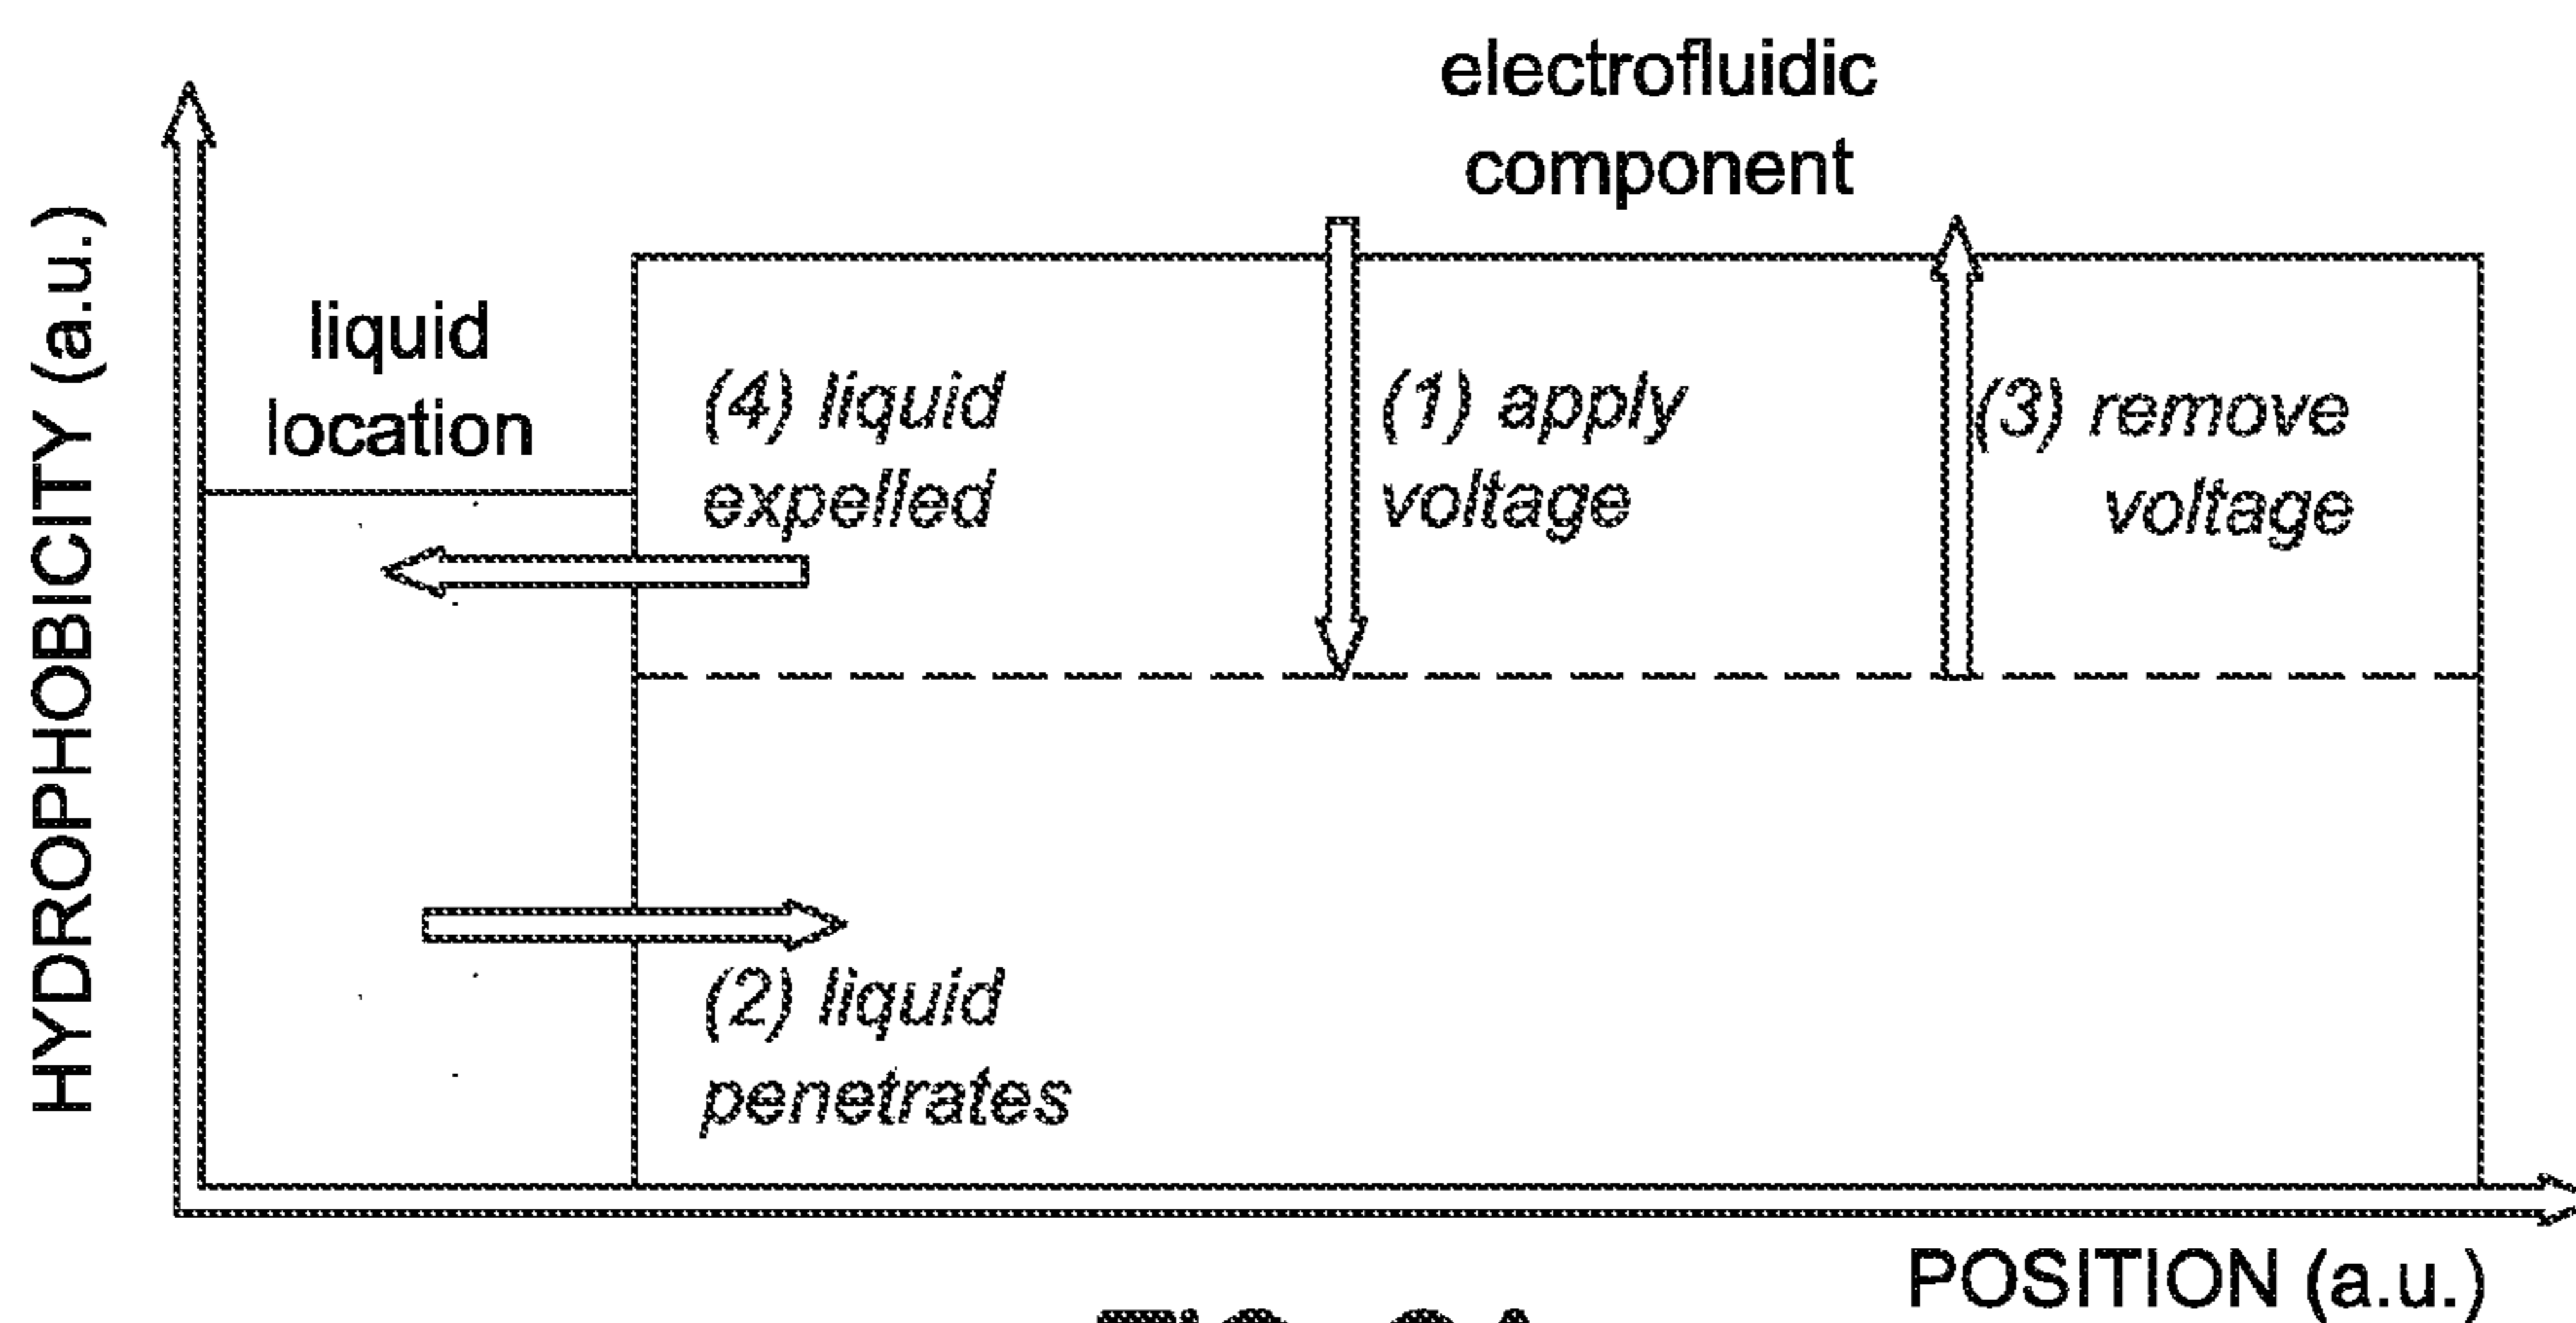 electrofluidic
component
HYDROPHOBICITY (a.u.)
liquid
location
(4) liquid
expelled
(1) apply
voltage
(3) remove
voltage
(2) liquid
penetrates
POSITION (a.u.)